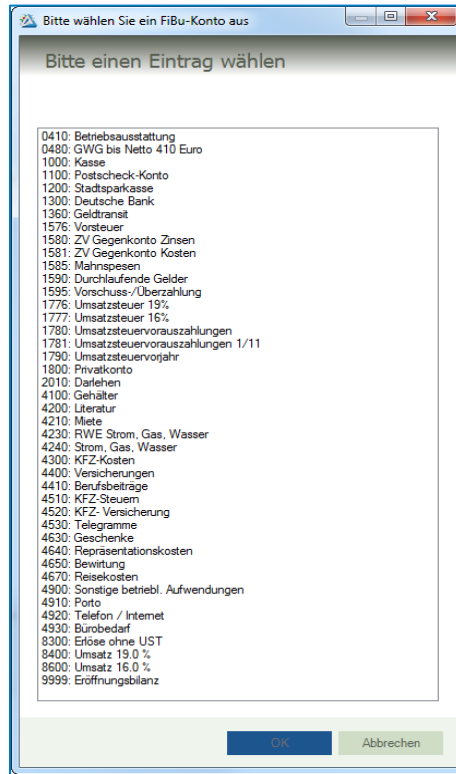 Bitte wählen Sie ein FiBu-Konto aus
Bitte einen Eintrag wählen
0410: Betriebsausstattung
0480: GWG bis Netto 410 Euro
1000: Kasse
1100: Postscheck-Konto
1200: Stadtsparkasse
1300: Deutsche Bank
1360: Geldtransit
1576: Vorsteuer
1580: ZV Gegenkonto Zinsen
1581: ZV Gegenkonto Kosten
1585: Mahnspesen
1590: Durchlaufende Gelder
1595: Vorschuss-/Überzahlung
1776: Umsatzsteuer 19%
1777: Umsatzsteuer 16%
1780: Umsatzsteuervorauszahlungen
1781: Umsatzsteuervorauszahlungen 1/11
1790: Umsatzsteuervorjahr
1800: Privatkonto
2010: Darlehen
4100: Gehälter
4200: Literatur
4210: Miete
4230: RWE Strom, Gas, Wasser
4240: Strom, Gas, Wasser
4300: KFZ-Kosten
4400: Versicherungen
4410: Berufsbeiträge
4510: KFZ-Steuern
4520: KFZ- Versicherung
4530: Telegramme
4630: Geschenke
4640: Repräsentationskosten
4650: Bewirtung
4670: Reisekosten
4900: Sonstige betriebl. Aufwendungen
4910: Porto
4920: Telefon / Internet
4930: Bürobedarf
8300: Erlöse ohne UST
8400: Umsatz 19.0 %
8600: Umsatz 16.0 %
9999: Eröffnungsbilanz
OK Abbrechen